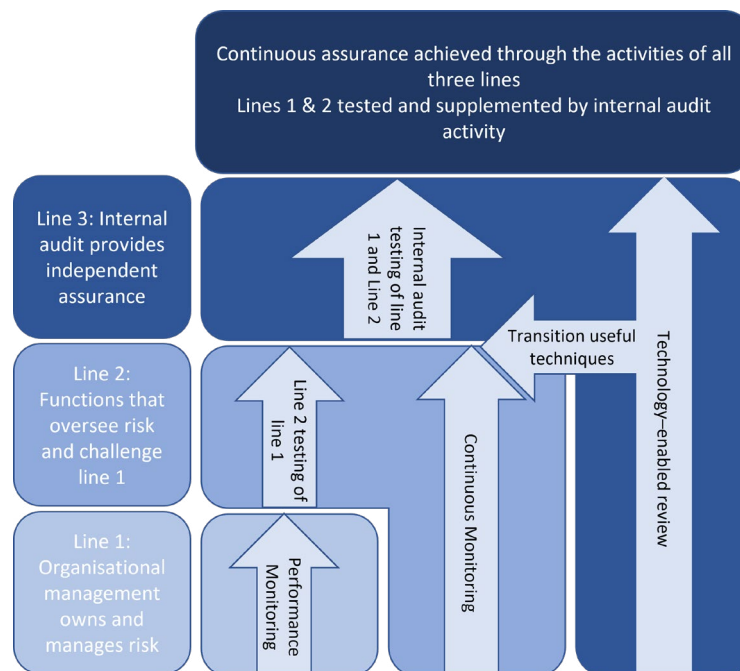 Continuous assurance achieved through the activities of all
three lines
Lines 1 & 2 tested and supplemented by internal audit
activity
Line 3: Internal
audit provides
independent
assurance
Internal audit
testing of line
1 and Line 2
Transition useful
techniques
Technology–enabled review
Line 2:
Functions that
oversee risk
and challenge
line 1
Line 2 testing of
line 1
Continuous Monitoring
Line 1:
Organisational
management
owns and
manages risk
Performance
Monitoring